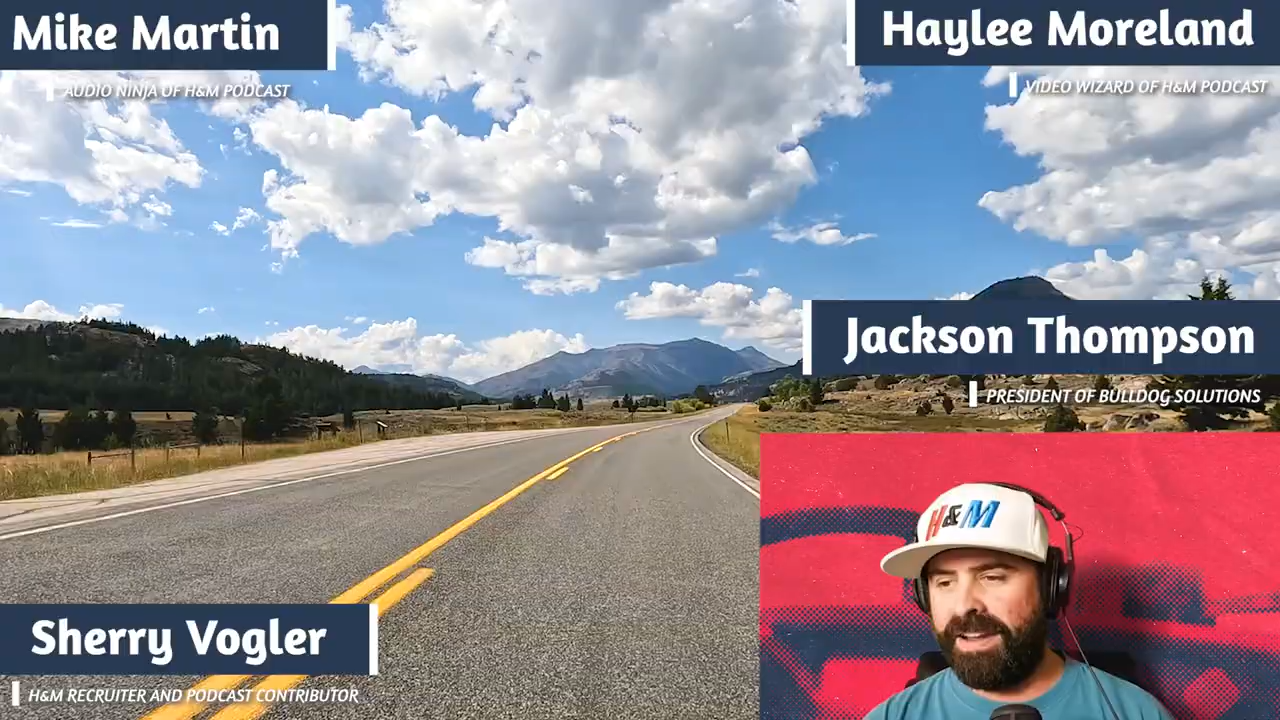 Mike Martin
AUDIO NINJA OF H&M PODCAST
Haylee Moreland
VIDEO WIZARD OF H&M PODCAST
Jackson Thompson
PRESIDENT OF BULLDOG SOLUTIONS
H&M
Sherry Vogler
H&M RECRUITER AND PODCAST CONTRIBUTOR